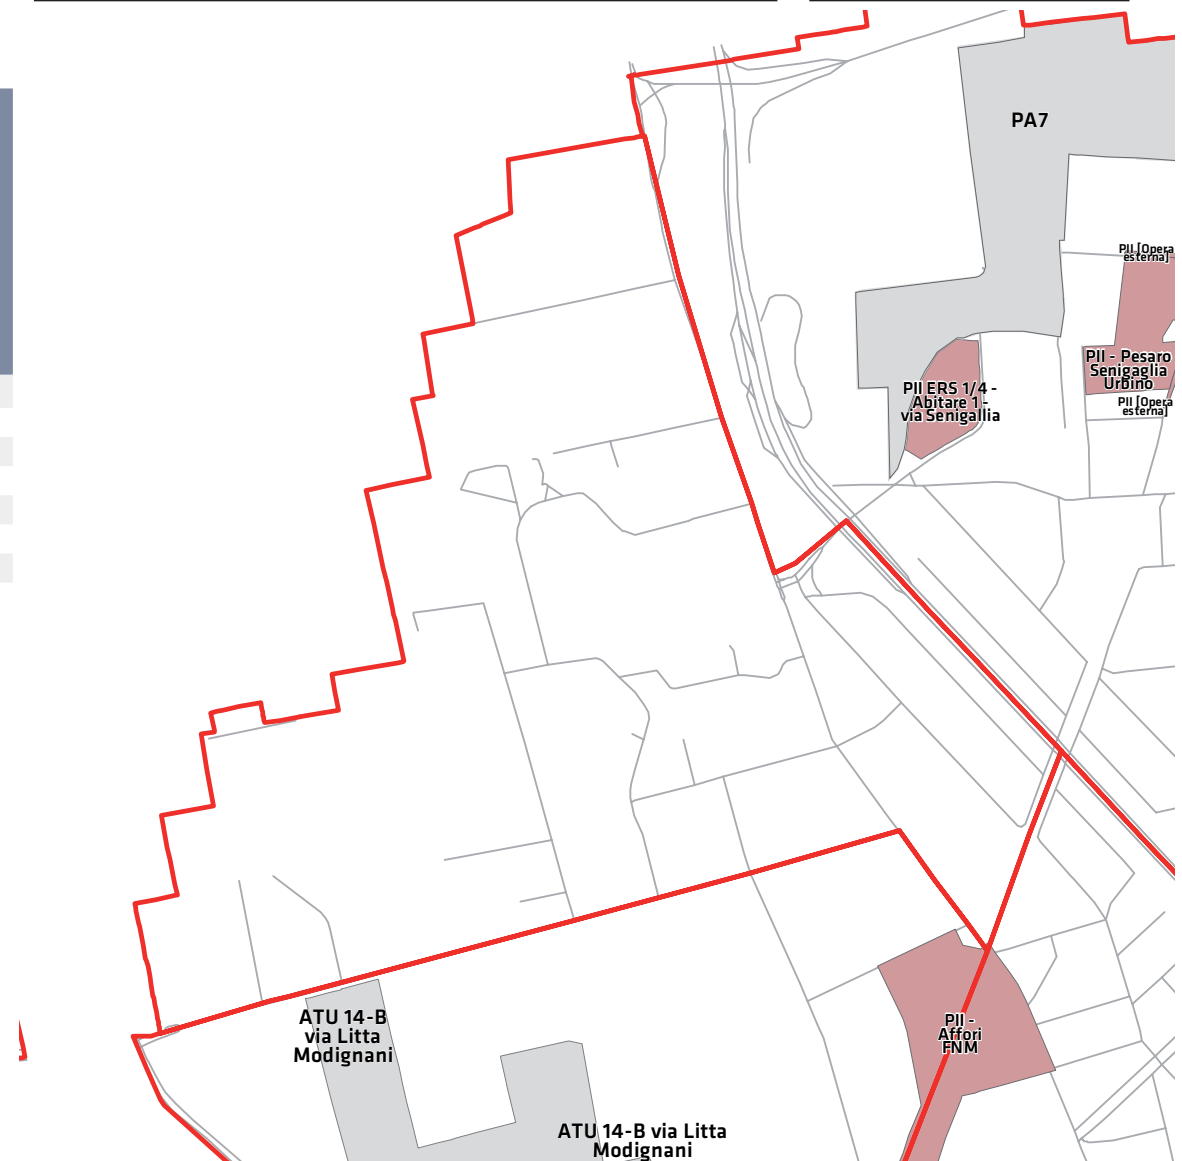 PA7
PII [Opera
esterna]
PII - Pesaro
Senigaglia
Urbino
PII [Opera
esterna]
PII ERS 1/4 -
Abitare 1 -
via Senigallia
PII -
Affori
FNM
ATU 14-B
via Litta
Modignani
ATU 14-B via Litta
Modignani